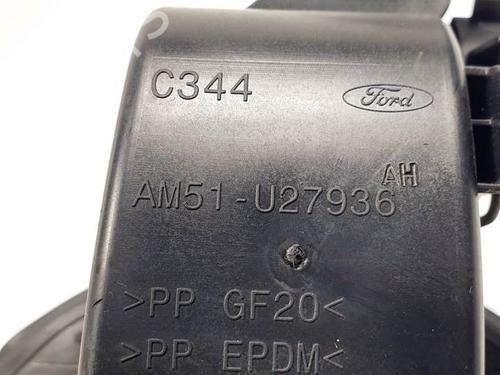 C344
Ford
AH
AM51-U27936
>PP GF20<
>PP EPDM<